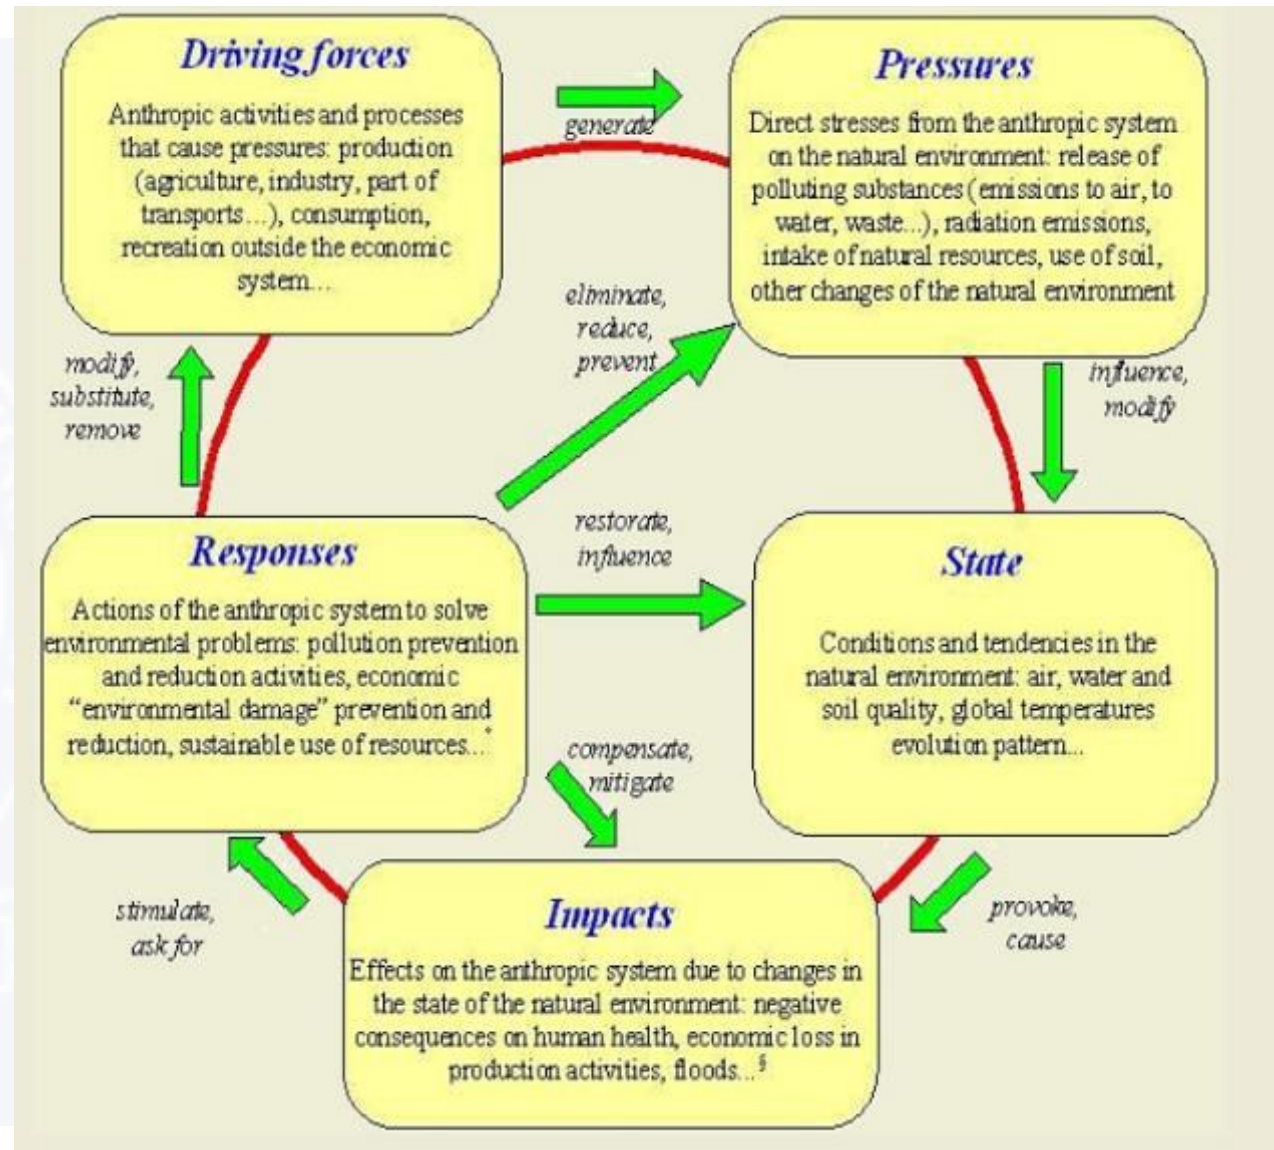 Driving forces
Anthropic activities and processes
that cause pressures: production
(agriculture, industry, part of
transports...), consumption,
recreation outside the economic
system...
generate
Pressures
Direct stresses from the anthropic system
on the natural environment: release of
polluting substances (emissions to air, to
water, waste...), radiation emissions,
intake of natural resources, use of soil,
other changes of the natural environment
modify,
substitute,
remove
eliminate,
reduce,
prevent
influence,
modify
Responses
Actions of the anthropic system to solve
environmental problems: pollution prevention
and reduction activities, economic
“environmental damage” prevention and
reduction, sustainable use of resources...*
restorate,
influence
State
Conditions and tendencies in the
natural environment: air, water and
soil quality, global temperatures
evolution pattern...
compensate,
mitigate
stimulate,
ask for
Impacts
Effects on the anthropic system due to changes in
the state of the natural environment: negative
consequences on human health, economic loss in
production activities, floods...§
provoke,
cause